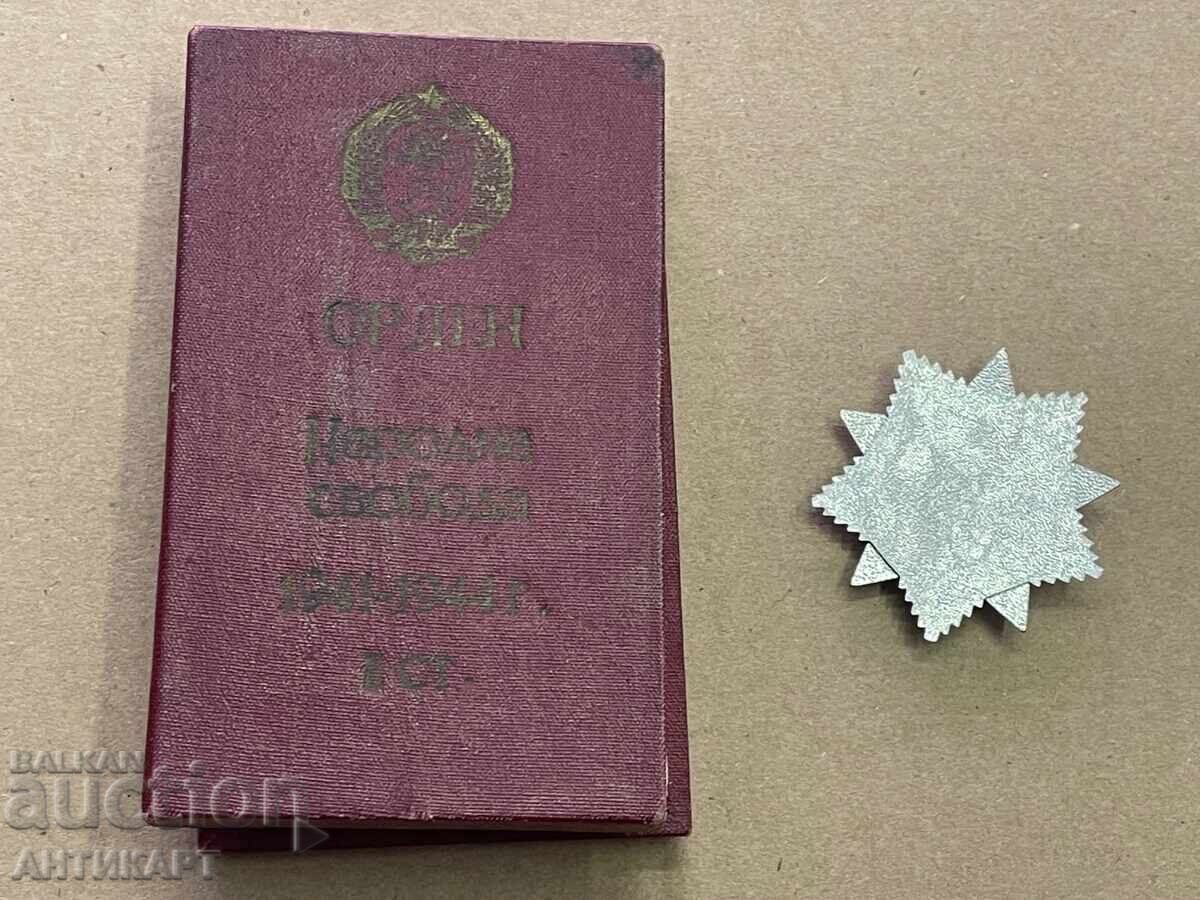 ОРДЕН
Народна
свобода
1941-1944 г.
II СТ.
BALKAN
auction
АНТИКАРТ